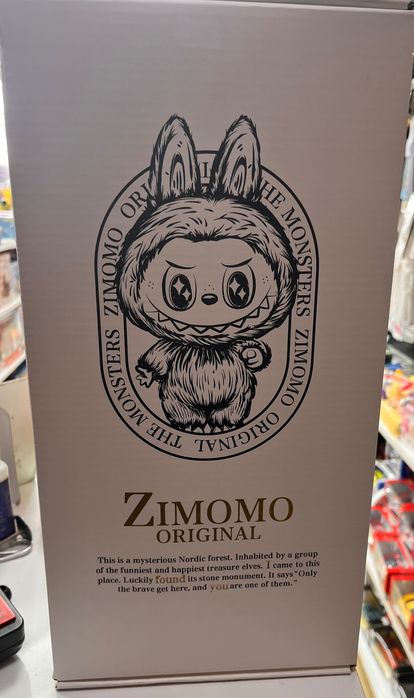 ZIMOMO ORIGINAL THE MONSTERS ZIMOMO ORIGINAL THE MONSTERS
ZIMOMO
ORIGINAL
This is a mysterious Nordic forest. Inhabited by a group
of the funniest and happiest treasure elves. I came to this
place. Luckily found its stone monument. It says"Only
the brave get here, and you are one of them."